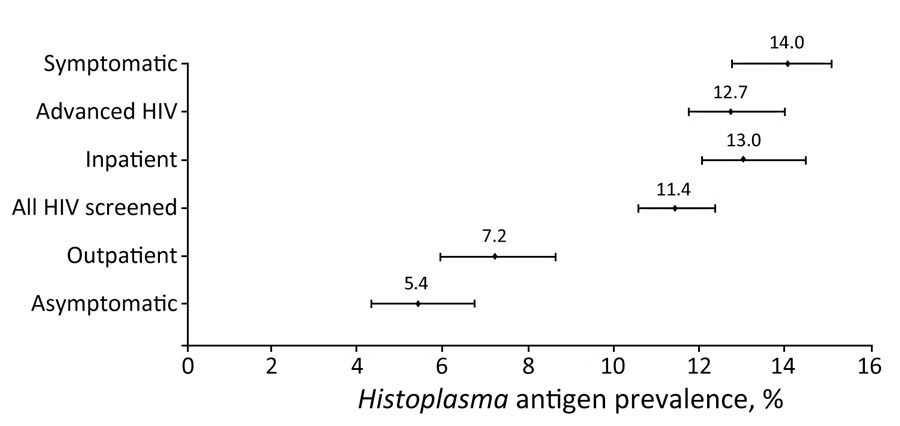 14.0
Symptomatic
12.7
Advanced HIV
13.0
Inpatient
11.4
All HIV screened
7.2
Outpatient
5.4
Asymptomatic
0 2 4 6 8 10 12 14 16
Histoplasma antigen prevalence, %